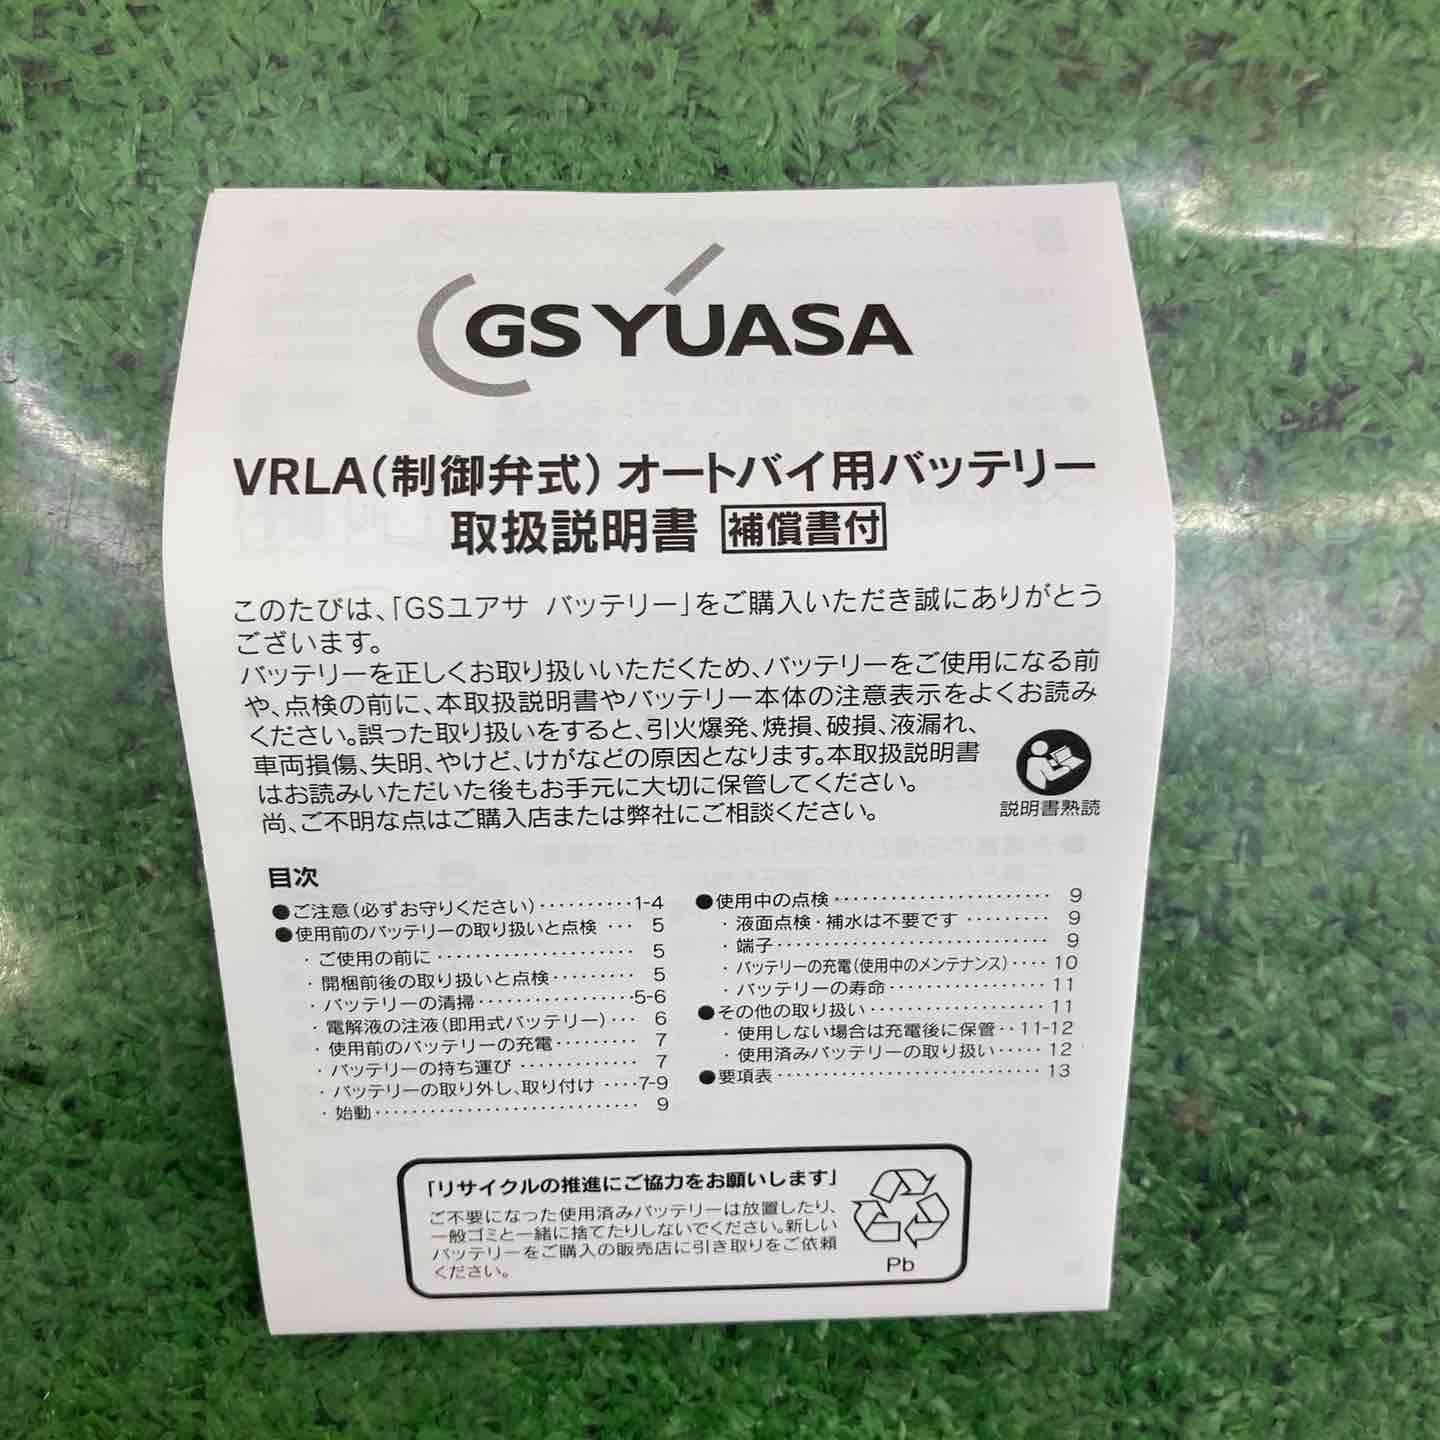 GS YUASA
VRLA(制御弁式) オートバイ用バッテリー
取扱説明書 補償書付
このたびは、「GSユアサ バッテリー」をご購入いただき誠にありがとう
ございます。
バッテリーを正しくお取り扱いいただくため、バッテリーをご使用になる前
や、点検の前に、本取扱説明書やバッテリー本体の注意表示をよくお読み
ください。誤った取り扱いをすると、引火爆発、焼損、破損、液漏れ、
車両損傷、失明、やけど、けがなどの原因となります。本取扱説明書
はお読みいただいた後もお手元に大切に保管してください。
尚、ご不明な点はご購入店または弊社にご相談ください。
説明書熟読
目次
●ご注意(必ずお守りください)··········1-4
●使用前のバッテリーの取り扱いと点検 ··· 5
・ご使用の前に····················· 5
・開梱前後の取り扱いと点検········· 5
・バッテリーの清掃·················5-6
・電解液の注液(即用式バッテリー)··· 6
・使用前のバッテリーの充電········· 7
・バッテリーの持ち運び ············· 7
・バッテリーの取り外し、取り付け ····7-9
・始動····························· 9
●使用中の点検························ 9
・液面点検・補水は不要です ········· 9
・端子······························ 9
・バッテリーの充電(使用中のメンテナンス)···· 10
・バッテリーの寿命················· 11
●その他の取り扱い·················· 11
・使用しない場合は充電後に保管·· 11-12
・使用済みバッテリーの取り扱い····· 12
●要項表······························ 13
「リサイクルの推進にご協力をお願いします」
ご不要になった使用済みバッテリーは放置したり、
一般ゴミと一緒に捨てたりしないでください。新しい
バッテリーをご購入の販売店に引き取りをご依頼
ください。
Pb